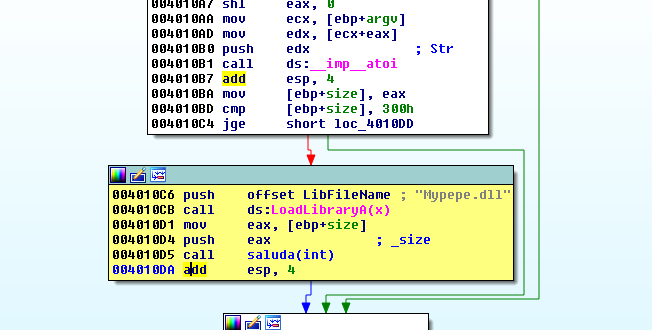 004010A7 shl eax, 0
004010AA mov ecx, [ebp+argv]
004010AD mov edx, [ecx+eax]
004010B0 push edx ; Str
004010B1 call ds:__imp__atoi
004010B7 add esp, 4
004010BA mov [ebp+size], eax
004010BD cmp [ebp+size], 300h
004010C4 jge short loc_4010DD
004010C6 push offset LibFileName ; "Mypepe.dll"
004010CB call ds:LoadLibraryA(x)
004010D1 mov eax, [ebp+size]
004010D4 push eax ; _size
004010D5 call saluda(int)
004010DA add esp, 4